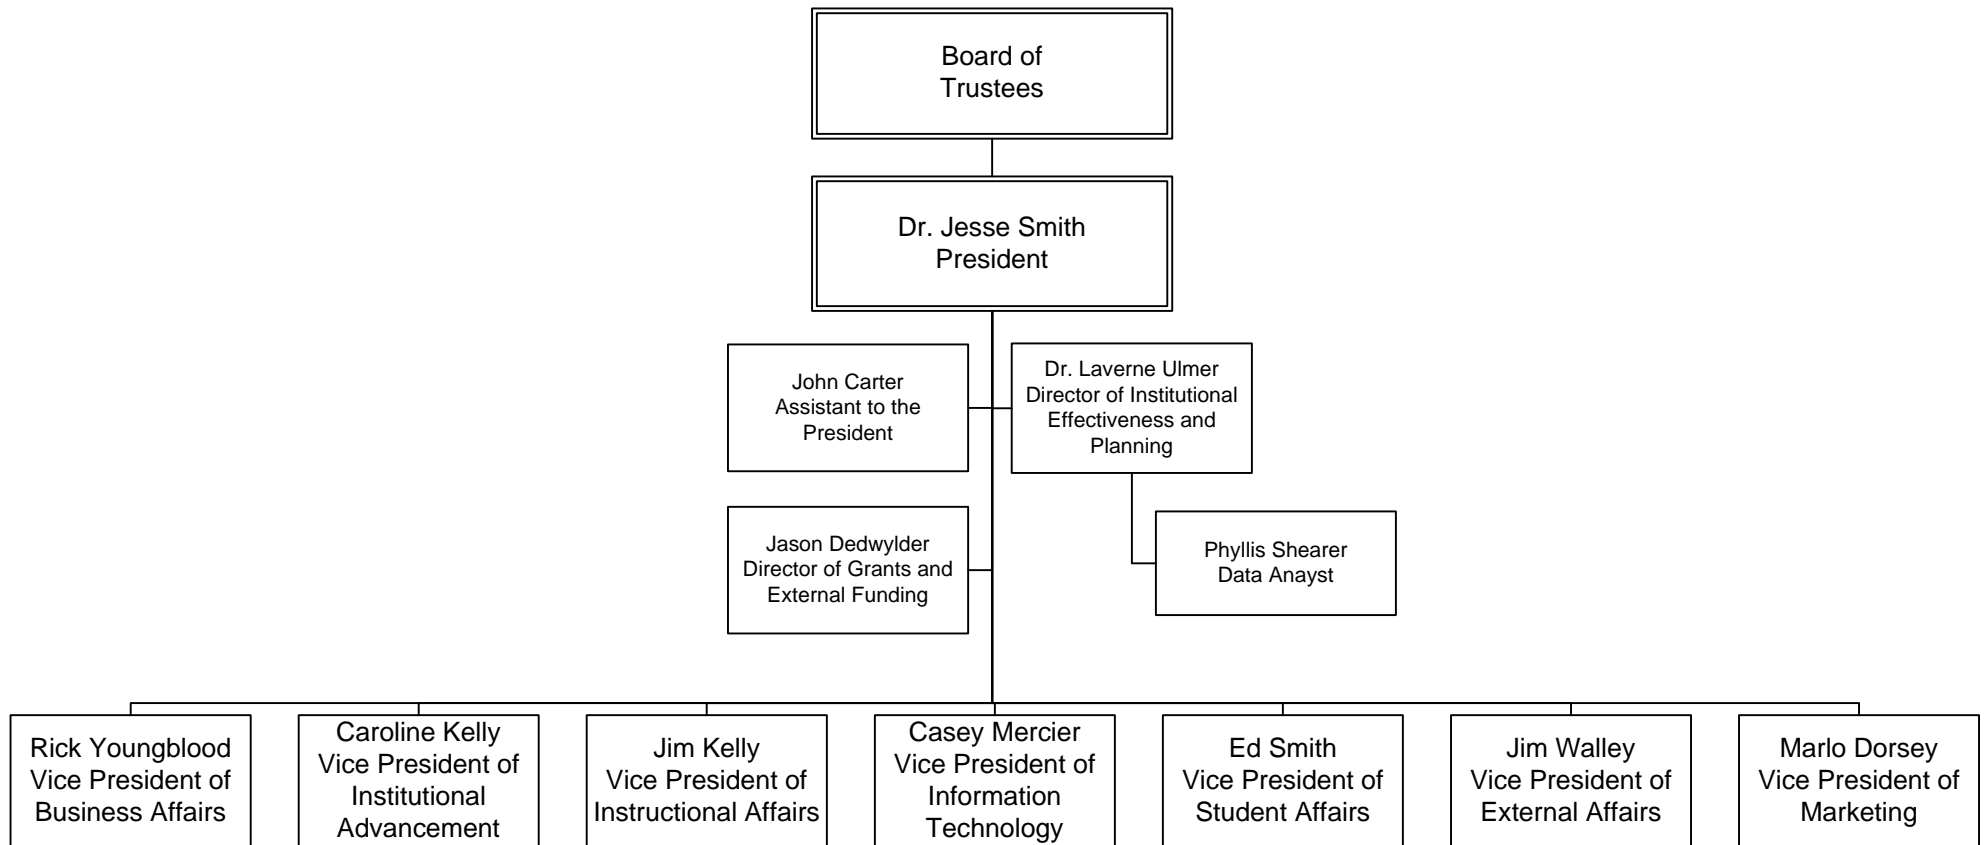 Board of
Trustees
Dr. Jesse Smith
President
John Carter
Assistant to the
President
Dr. Laverne Ulmer
Director of Institutional
Effectiveness and
Planning
Jason Dedwylder
Director of Grants and
External Funding
Phyllis Shearer
Data Anayst
Rick Youngblood
Vice President of
Business Affairs
Caroline Kelly
Vice President of
Institutional
Advancement
Jim Kelly
Vice President of
Instructional Affairs
Casey Mercier
Vice President of
Information
Technology
Ed Smith
Vice President of
Student Affairs
Jim Walley
Vice President of
External Affairs
Marlo Dorsey
Vice President of
Marketing